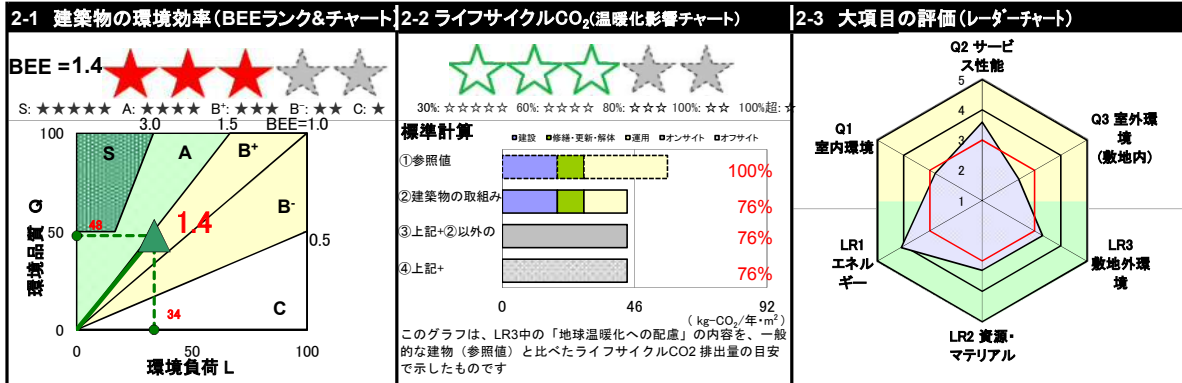 2-1 建築物の環境効率(BEEランク&チャート)
BEE =1.4
S: ★★★★★ A: ★★★★ B⁺: ★★★ B⁻: ★★ C: ★
3.0 1.5 BEE=1.0
100
S
A
B⁺
B⁻
C
0.5
48
50
1.4
34
0
環境品質 Q
0 50 100
環境負荷 L
2-2 ライフサイクルCO₂(温暖化影響チャート)
30%: ☆☆☆☆☆ 60%: ☆☆☆☆ 80%: ☆☆☆ 100%: ☆☆ 100%超: ☆
標準計算
建設 修繕・更新・解体 運用 オンサイト オフサイト
①参照値 100%
②建築物の取組み 76%
③上記+②以外の 76%
④上記+ 76%
0 46 92
( kg-CO₂/年・㎡ )
このグラフは、LR3中の「地球温暖化への配慮」の内容を、一般
的な建物（参照値）と比べたライフサイクルCO2 排出量の目安
で示したものです
2-3 大項目の評価(レーダーチャート)
Q2 サービ
ス性能
5
4
3
2
1
Q1
室内環境
Q3 室外環
境
(敷地内)
LR1
エネル
ギー
LR3
敷地外環
境
LR2 資源・
マテリアル